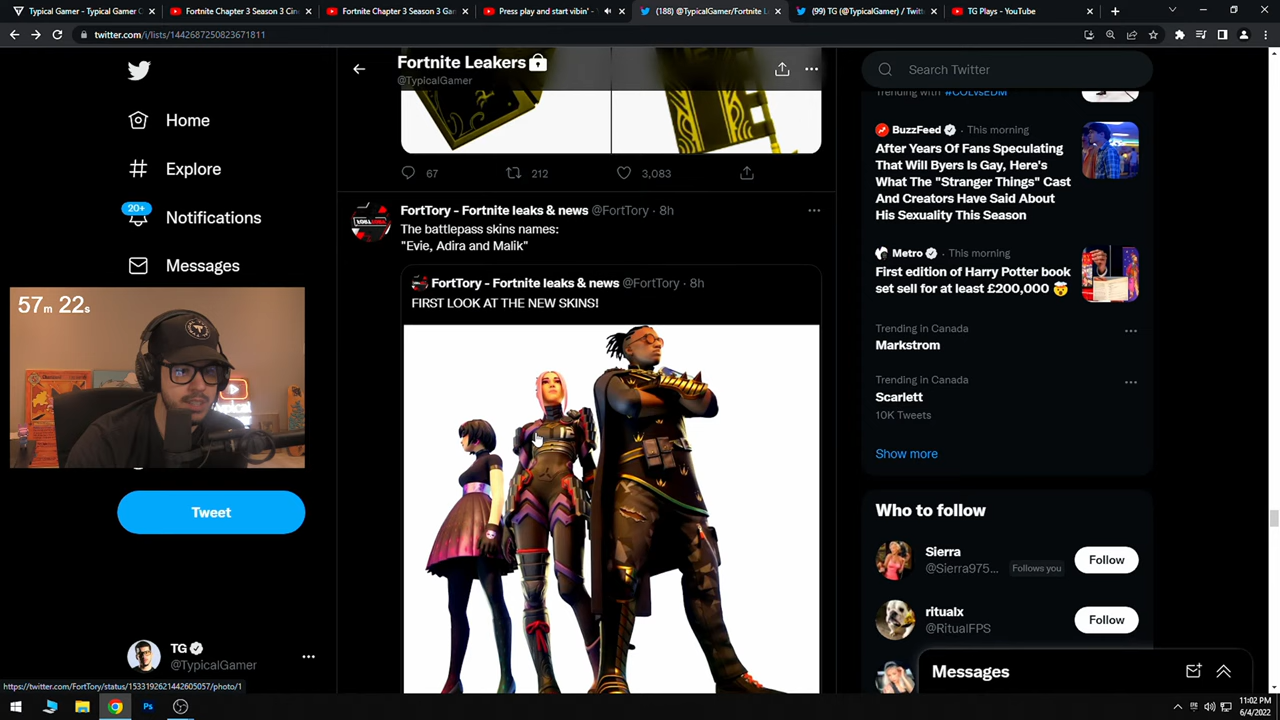 Typical Gamer - Typical Gamer C
Fortnite Chapter 3 Season 3 Cin
Fortnite Chapter 3 Season 3 Ga
Press play and start vibin' -
(188) @TypicalGamer/Fortnite L
(99) TG (@TypicalGamer) / Twitt
TG Plays - YouTube
twitter.com/i/lists/1442687250823671811
Home
Explore
20+
Notifications
Messages
57m 22s
Tweet
TG
@TypicalGamer
https://twitter.com/FortTory/status/1533192621442605057/photo/1
Fortnite Leakers
@TypicalGamer
67
212
3,083
FortTory - Fortnite leaks & news @FortTory · 8h
The battlepass skins names:
"Evie, Adira and Malik"
FortTory - Fortnite leaks & news @FortTory · 8h
FIRST LOOK AT THE NEW SKINS!
Search Twitter
Trending with #COLVsEDM
BuzzFeed · This morning
After Years Of Fans Speculating
That Will Byers Is Gay, Here's
What The "Stranger Things" Cast
And Creators Have Said About
His Sexuality This Season
Metro · This morning
First edition of Harry Potter book
set sell for at least £200,000
Trending in Canada
Markstrom
Trending in Canada
Scarlett
10K Tweets
Show more
Who to follow
Sierra
@Sierra975...
Follows you
Follow
ritualx
@RitualFPS
Follow
Messages
11:02 PM
6/4/2022